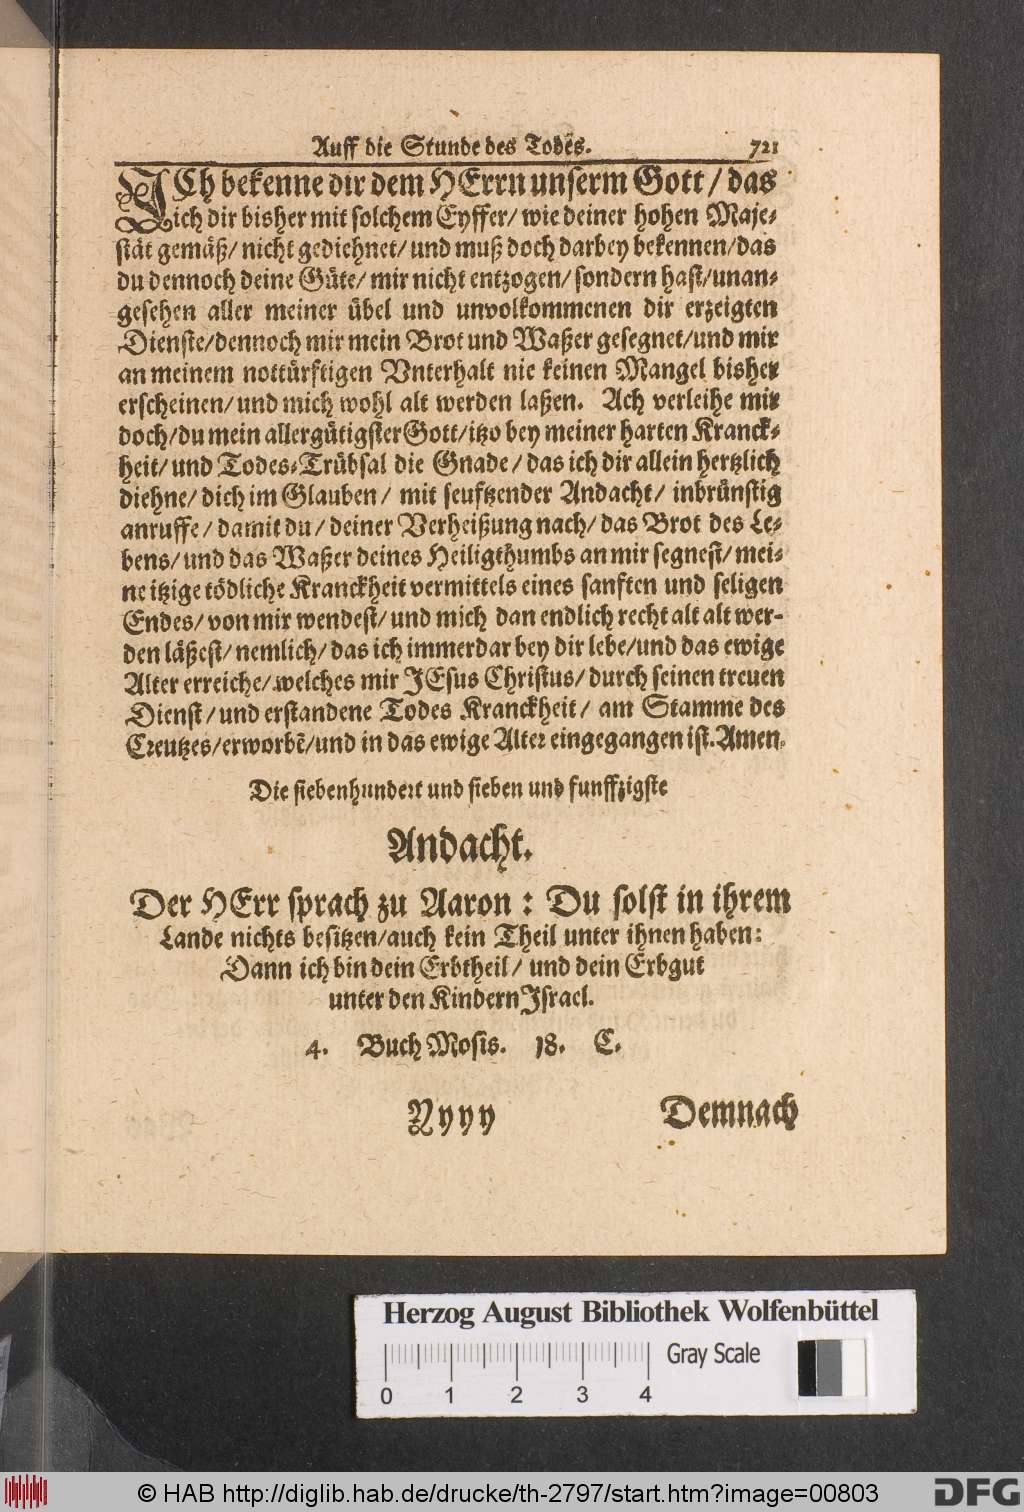 Auff die Stunde des Todes. 721
ICh bekenne dir dem HErrn unserm Gott / das
ich dir bisher mit solchem Eyffer/ wie deiner hohen Maje-
stät gemäß/ nicht gediehnet/ und muß doch darbey bekennen/das
du dennoch deine Güte/ mir nicht entzogen/ sondern hast/unan-
gesehen aller meiner übel und unvolkommenen dir erzeigten
Dienste/dennoch mir mein Brot und Waßer gesegnet/und mir
an meinem nottürftigen Vnterhalt nie keinen Mangel bisher
erscheinen/ und mich wohl alt werden laßen. Ach verleihe mir
doch/du mein allergütigster Gott/itzo bey meiner harten Kranck-
heit/ und Todes-Trübsal die Gnade / das ich dir allein hertzlich
diehne/ dich im Glauben / mit seuftzender Andacht/ inbrünstig
anruffe/ damit du/ deiner Verheißung nach/ das Brot des Le-
bens/ und das Waßer deines Heiligthumbs an mir segnest/ mei-
ne itzige tödliche Kranckheit vermittels eines sanften und seligen
Endes/ von mir wendest/ und mich dan endlich recht alt alt wer-
den läßest/ nemlich/ das ich immerdar bey dir lebe/und das ewige
Alter erreiche/ welches mir JEsus Christus/ durch seinen treuen
Dienst/ und erstandene Todes Kranckheit/ am Stamme des
Creutzes/erworbē/und in das ewige Alter eingegangen ist. Amen.
Die siebenhundert und sieben und funffzigste
Andacht.
Der HErr sprach zu Aaron : Du solst in ihrem
Lande nichts besitzen/auch kein Theil unter ihnen haben:
Dann ich bin dein Erbtheil/ und dein Erbgut
unter den Kindern Israel.
4. Buch Mosis. 18. C.
Yyyy Demnach
Herzog August Bibliothek Wolfenbüttel
Gray Scale
0 1 2 3 4
© HAB http://diglib.hab.de/drucke/th-2797/start.htm?image=00803
DFG